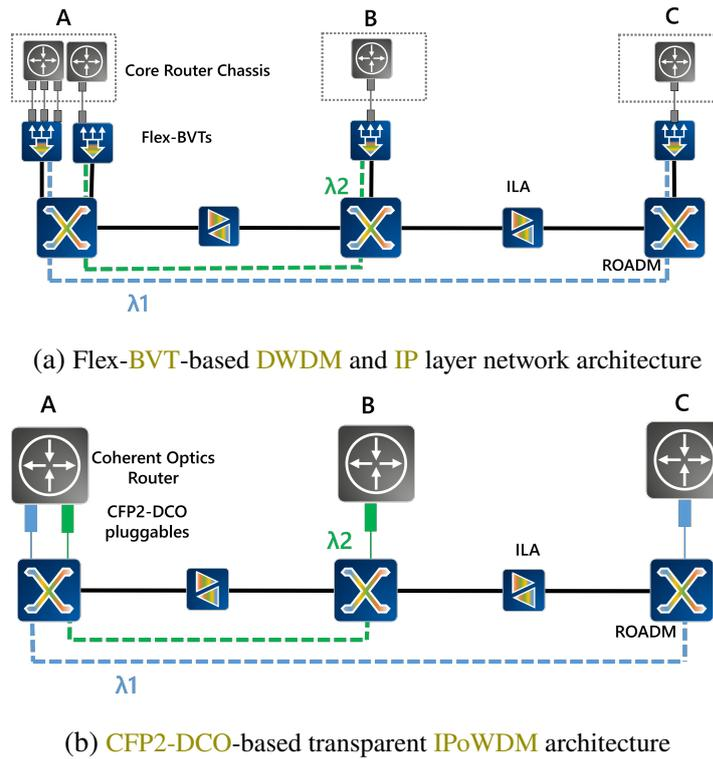 A B C
Core Router Chassis
Flex-BVTs
λ2
ILA
ROADM
λ1
(a) Flex-BVT-based DWDM and IP layer network architecture
A B C
Coherent Optics
Router
CFP2-DCO
pluggables
λ2
ILA
ROADM
λ1
(b) CFP2-DCO-based transparent IPoWDM architecture